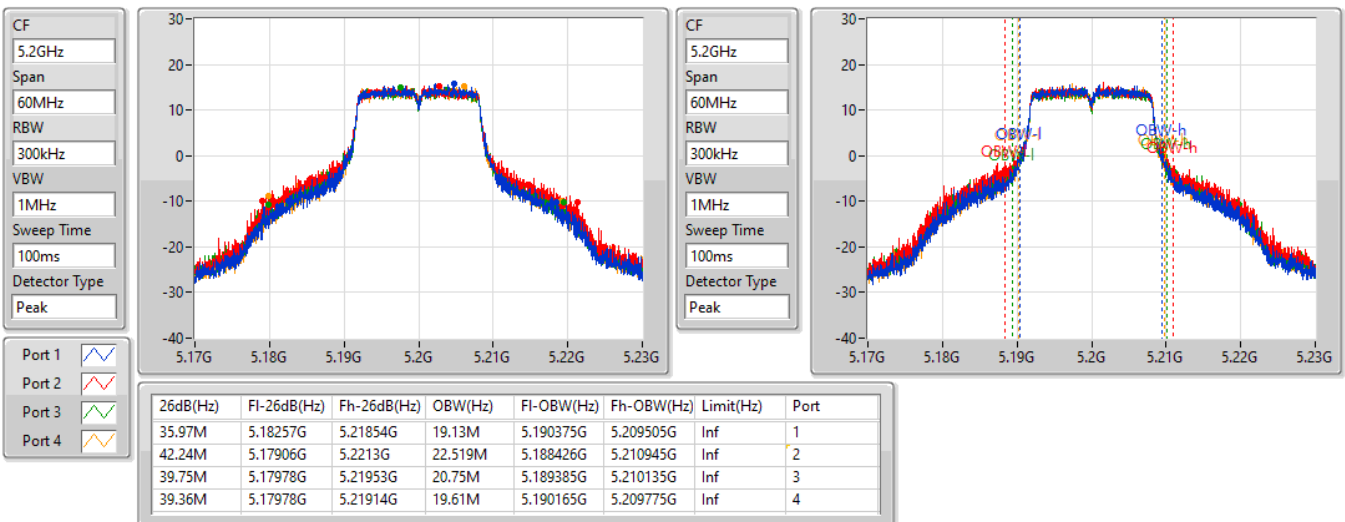 CF
5.2GHz
Span
60MHz
RBW
300kHz
VBW
1MHz
Sweep Time
100ms
Detector Type
Peak
30
20
10
0
-10
-20
-30
-40
5.17G 5.18G 5.19G 5.2G 5.21G 5.22G 5.23G
CF
5.2GHz
Span
60MHz
RBW
300kHz
VBW
1MHz
Sweep Time
100ms
Detector Type
Peak
30
20
10
0
-10
-20
-30
-40
OBW-l
OBW-l
OBW-h
OBW-h
5.17G 5.18G 5.19G 5.2G 5.21G 5.22G 5.23G
Port 1
Port 2
Port 3
Port 4
26dB(Hz) Fl-26dB(Hz) Fh-26dB(Hz) OBW(Hz) Fl-OBW(Hz) Fh-OBW(Hz) Limit(Hz) Port
35.97M 5.18257G 5.21854G 19.13M 5.190375G 5.209505G Inf 1
42.24M 5.17906G 5.2213G 22.519M 5.188426G 5.210945G Inf 2
39.75M 5.17978G 5.21953G 20.75M 5.189385G 5.210135G Inf 3
39.36M 5.17978G 5.21914G 19.61M 5.190165G 5.209775G Inf 4